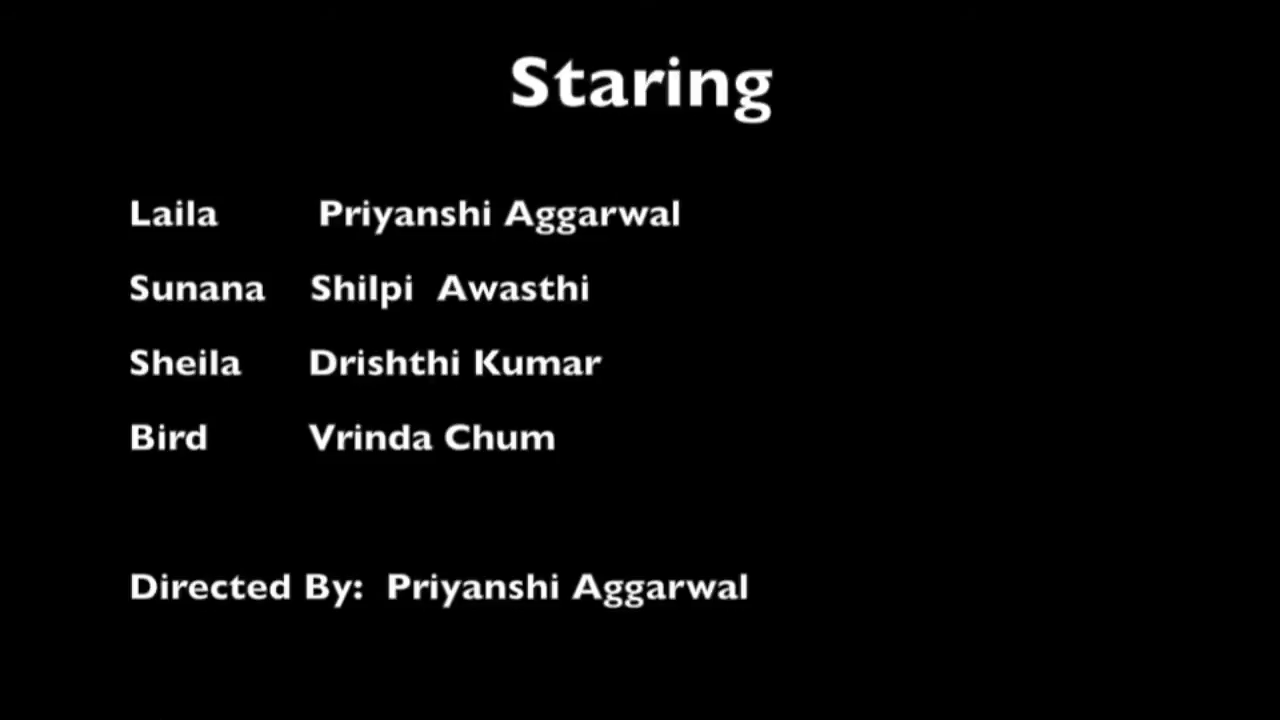 Staring
Laila Priyanshi Aggarwal
Sunana Shilpi Awasthi
Sheila Drishthi Kumar
Bird Vrinda Chum
Directed By: Priyanshi Aggarwal